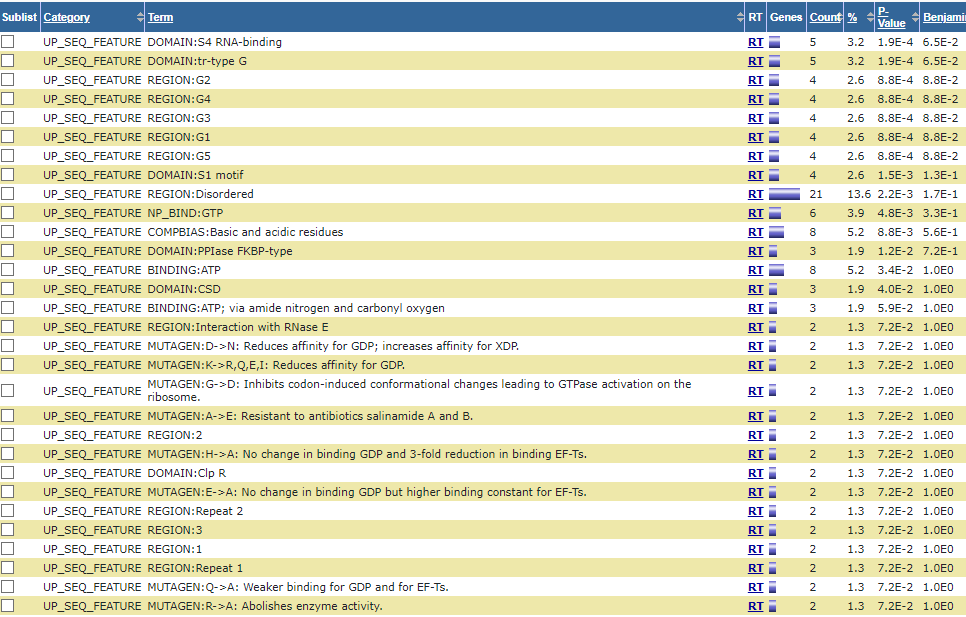 Sublist Category Term RT Genes Count % P-Value Benjamini
UP_SEQ_FEATURE DOMAIN:S4 RNA-binding RT 5 3.2 1.9E-4 6.5E-2
UP_SEQ_FEATURE DOMAIN:tr-type G RT 5 3.2 1.9E-4 6.5E-2
UP_SEQ_FEATURE REGION:G2 RT 4 2.6 8.8E-4 8.8E-2
UP_SEQ_FEATURE REGION:G4 RT 4 2.6 8.8E-4 8.8E-2
UP_SEQ_FEATURE REGION:G3 RT 4 2.6 8.8E-4 8.8E-2
UP_SEQ_FEATURE REGION:G1 RT 4 2.6 8.8E-4 8.8E-2
UP_SEQ_FEATURE REGION:G5 RT 4 2.6 8.8E-4 8.8E-2
UP_SEQ_FEATURE DOMAIN:S1 motif RT 4 2.6 1.5E-3 1.3E-1
UP_SEQ_FEATURE REGION:Disordered RT 21 13.6 2.2E-3 1.7E-1
UP_SEQ_FEATURE NP_BIND:GTP RT 6 3.9 4.8E-3 3.3E-1
UP_SEQ_FEATURE COMPBIAS:Basic and acidic residues RT 8 5.2 8.8E-3 5.6E-1
UP_SEQ_FEATURE DOMAIN:PPIase FKBP-type RT 3 1.9 1.2E-2 7.2E-1
UP_SEQ_FEATURE BINDING:ATP RT 8 5.2 3.4E-2 1.0E0
UP_SEQ_FEATURE DOMAIN:CSD RT 3 1.9 4.0E-2 1.0E0
UP_SEQ_FEATURE BINDING:ATP; via amide nitrogen and carbonyl oxygen RT 3 1.9 5.9E-2 1.0E0
UP_SEQ_FEATURE REGION:Interaction with RNase E RT 2 1.3 7.2E-2 1.0E0
UP_SEQ_FEATURE MUTAGEN:D->N: Reduces affinity for GDP; increases affinity for XDP. RT 2 1.3 7.2E-2 1.0E0
UP_SEQ_FEATURE MUTAGEN:K->R,Q,E,I: Reduces affinity for GDP. RT 2 1.3 7.2E-2 1.0E0
UP_SEQ_FEATURE MUTAGEN:G->D: Inhibits codon-induced conformational changes leading to GTPase activation on the
ribosome. RT 2 1.3 7.2E-2 1.0E0
UP_SEQ_FEATURE MUTAGEN:A->E: Resistant to antibiotics salinamide A and B. RT 2 1.3 7.2E-2 1.0E0
UP_SEQ_FEATURE REGION:2 RT 2 1.3 7.2E-2 1.0E0
UP_SEQ_FEATURE MUTAGEN:H->A: No change in binding GDP and 3-fold reduction in binding EF-Ts. RT 2 1.3 7.2E-2 1.0E0
UP_SEQ_FEATURE DOMAIN:Clp R RT 2 1.3 7.2E-2 1.0E0
UP_SEQ_FEATURE MUTAGEN:E->A: No change in binding GDP but higher binding constant for EF-Ts. RT 2 1.3 7.2E-2 1.0E0
UP_SEQ_FEATURE REGION:Repeat 2 RT 2 1.3 7.2E-2 1.0E0
UP_SEQ_FEATURE REGION:3 RT 2 1.3 7.2E-2 1.0E0
UP_SEQ_FEATURE REGION:1 RT 2 1.3 7.2E-2 1.0E0
UP_SEQ_FEATURE REGION:Repeat 1 RT 2 1.3 7.2E-2 1.0E0
UP_SEQ_FEATURE MUTAGEN:Q->A: Weaker binding for GDP and for EF-Ts. RT 2 1.3 7.2E-2 1.0E0
UP_SEQ_FEATURE MUTAGEN:R->A: Abolishes enzyme activity. RT 2 1.3 7.2E-2 1.0E0